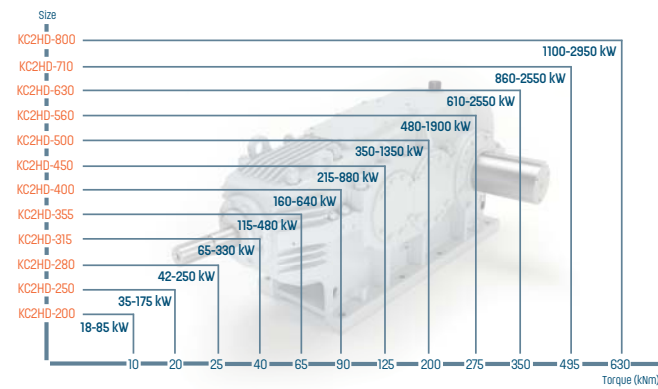 Size
KC2HD-800
1100-2950 kW
KC2HD-710
860-2550 kW
KC2HD-630
610-2550 kW
KC2HD-560
480-1900 kW
KC2HD-500
350-1350 kW
KC2HD-450
215-880 kW
KC2HD-400
160-640 kW
KC2HD-355
115-480 kW
KC2HD-315
65-330 kW
KC2HD-280
42-250 kW
KC2HD-250
35-175 kW
KC2HD-200
18-85 kW
10 20 25 40 65 90 125 200 275 350 495 630
Torque (kNm)